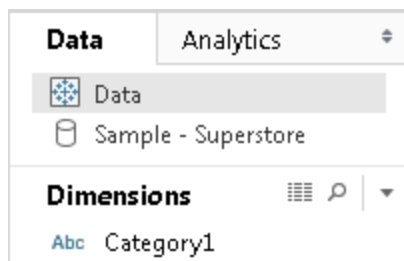 Data Analytics
Data
Sample - Superstore
Dimensions
Abc Category1